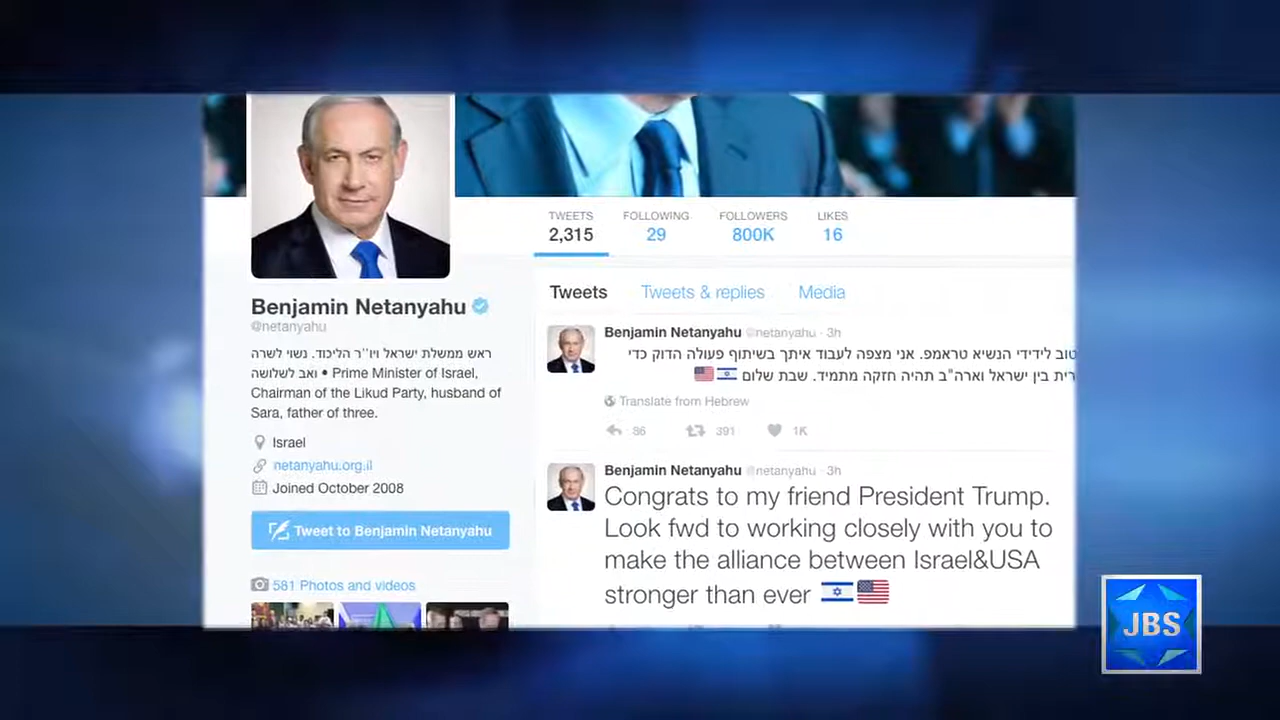 TWEETS FOLLOWING FOLLOWERS LIKES
2,315 29 800K 16
Benjamin Netanyahu
@netanyahu
ראש ממשלת ישראל ויו''ר הליכוד. נשוי לשרה
ואב לשלושה • Prime Minister of Israel,
Chairman of the Likud Party, husband of
Sara, father of three.
Israel
netanyahu.org.il
Joined October 2008
Tweet to Benjamin Netanyahu
581 Photos and videos
Tweets Tweets & replies Media
Benjamin Netanyahu @netanyahu · 3h
טוב לידידי הנשיא טראמפ. אני מצפה לעבוד איתך בשיתוף פעולה הדוק כדי
רית בין ישראל וארה"ב תהיה חזקה מתמיד. שבת שלום 🇮🇱🇺🇸
Translate from Hebrew
86 391 1K
Benjamin Netanyahu @netanyahu · 3h
Congrats to my friend President Trump.
Look fwd to working closely with you to
make the alliance between Israel&USA
stronger than ever 🇮🇱🇺🇸
JBS